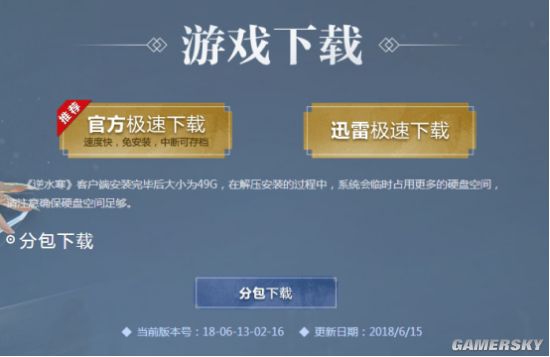 游戏下载
推荐
官方极速下载
速度快，免安装，中断可存档
迅雷极速下载
《逆水寒》客户端安装完毕后大小为49G，在解压安装的过程中，系统会临时占用更多的硬盘空间，
请注意确保硬盘空间足够。
分包下载
分包下载
当前版本号：18-06-13-02-16 更新日期：2018/6/15
GAMERSKY